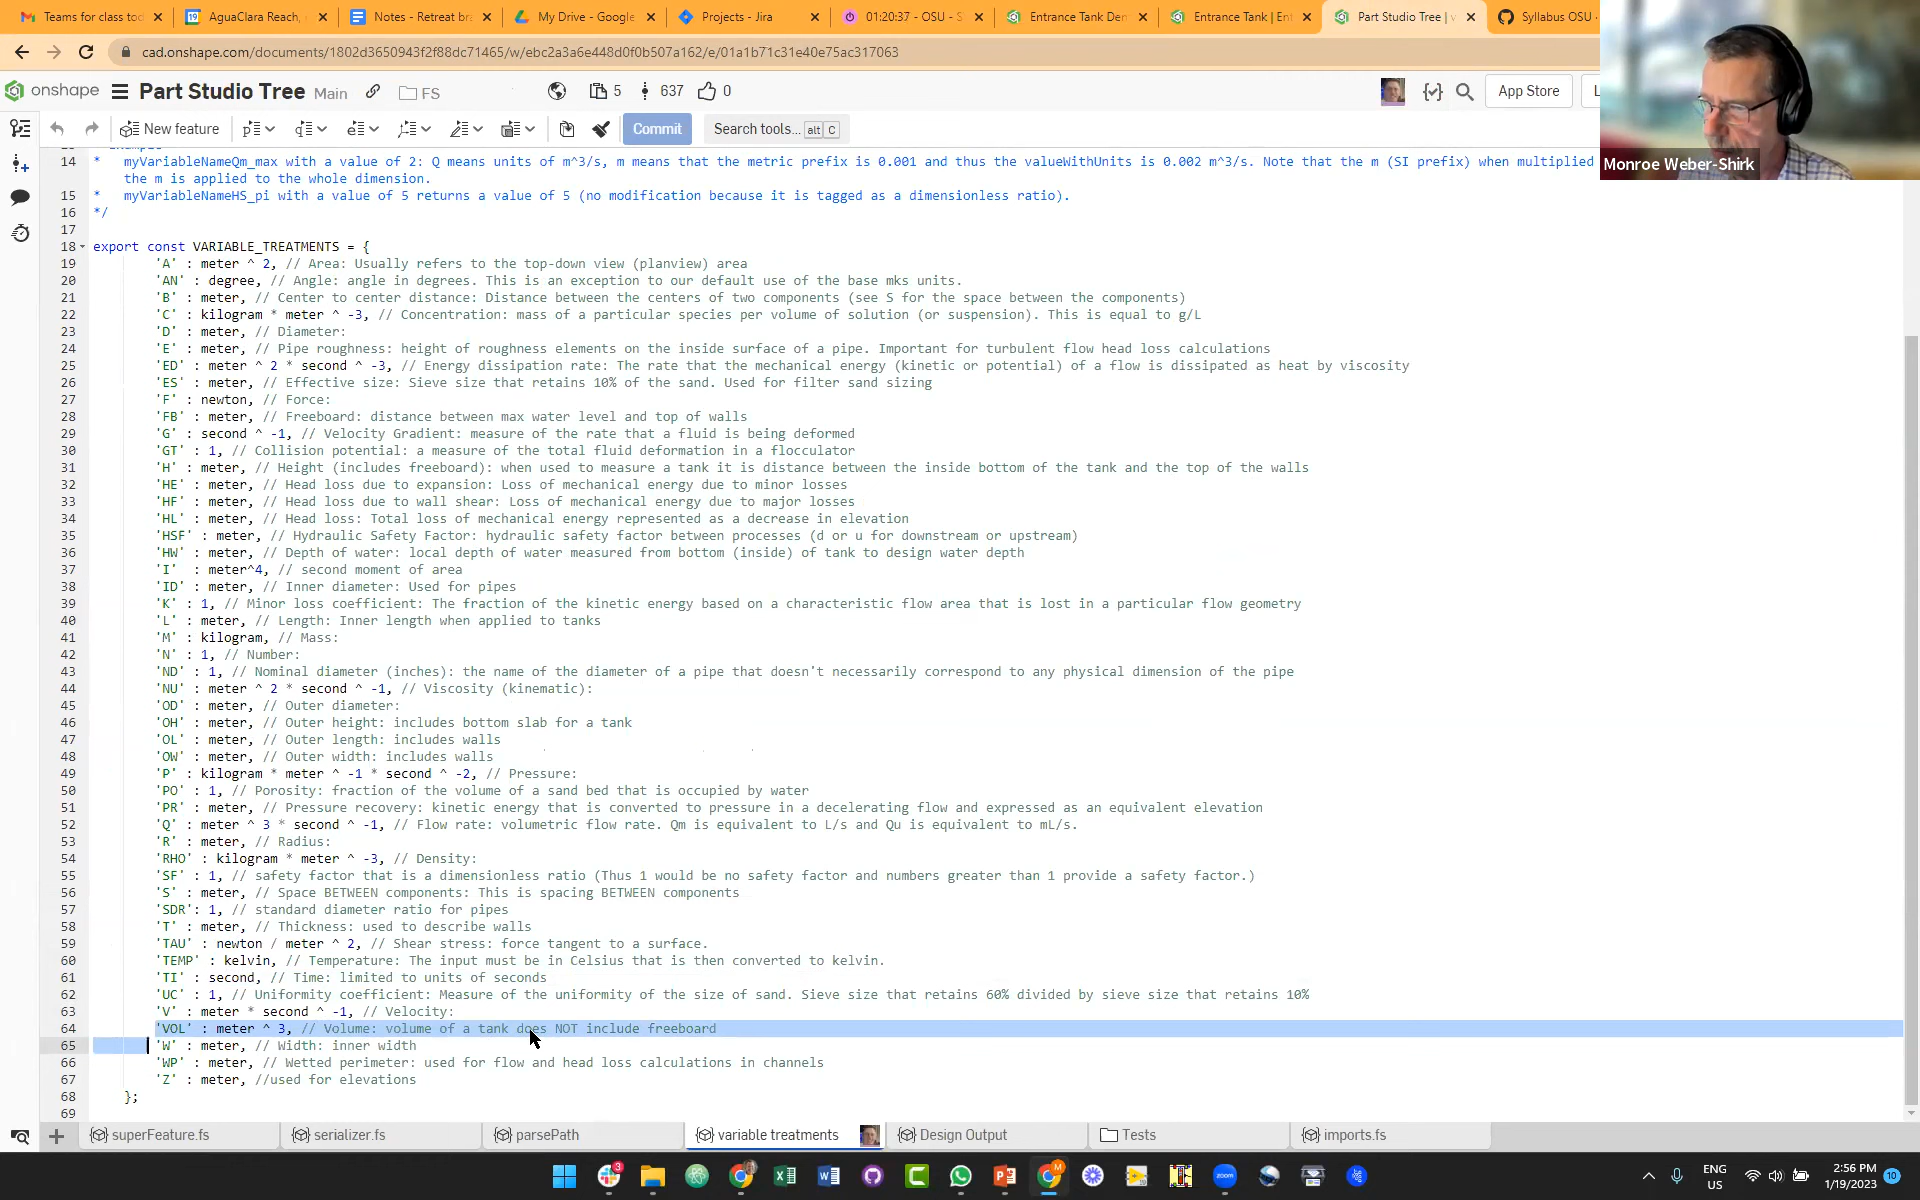 Teams for class tod
AguaClara Reach,
Notes - Retreat br
My Drive - Google
Projects - Jira
01:20:37 - OSU - S
Entrance Tank Der
Entrance Tank | Ent
Part Studio Tree |
Syllabus OSU
cad.onshape.com/documents/1802d3650943f2f88dc71465/w/ebc2a3a6e448d0f0b507a162/e/01a1b71c31e40e75ac317063
onshape Part Studio Tree Main FS 5 637 0 App Store
New feature Commit Search tools... alt C
Monroe Weber-Shirk
14 * myVariableNameQm_max with a value of 2: Q means units of m^3/s, m means that the metric prefix is 0.001 and thus the valueWithUnits is 0.002 m^3/s. Note that the m (SI prefix) when multiplied
the m is applied to the whole dimension.
15 * myVariableNameHS_pi with a value of 5 returns a value of 5 (no modification because it is tagged as a dimensionless ratio).
16 */
17
18 export const VARIABLE_TREATMENTS = {
19 'A' : meter ^ 2, // Area: Usually refers to the top-down view (planview) area
20 'AN' : degree, // Angle: angle in degrees. This is an exception to our default use of the base mks units.
21 'B' : meter, // Center to center distance: Distance between the centers of two components (see S for the space between the components)
22 'C' : kilogram * meter ^ -3, // Concentration: mass of a particular species per volume of solution (or suspension). This is equal to g/L
23 'D' : meter, // Diameter:
24 'E' : meter, // Pipe roughness: height of roughness elements on the inside surface of a pipe. Important for turbulent flow head loss calculations
25 'ED' : meter ^ 2 * second ^ -3, // Energy dissipation rate: The rate that the mechanical energy (kinetic or potential) of a flow is dissipated as heat by viscosity
26 'ES' : meter, // Effective size: Sieve size that retains 10% of the sand. Used for filter sand sizing
27 'F' : newton, // Force:
28 'FB' : meter, // Freeboard: distance between max water level and top of walls
29 'G' : second ^ -1, // Velocity Gradient: measure of the rate that a fluid is being deformed
30 'GT' : 1, // Collision potential: a measure of the total fluid deformation in a flocculator
31 'H' : meter, // Height (includes freeboard): when used to measure a tank it is distance between the inside bottom of the tank and the top of the walls
32 'HE' : meter, // Head loss due to expansion: Loss of mechanical energy due to minor losses
33 'HF' : meter, // Head loss due to wall shear: Loss of mechanical energy due to major losses
34 'HL' : meter, // Head loss: Total loss of mechanical energy represented as a decrease in elevation
35 'HSF' : meter, // Hydraulic Safety Factor: hydraulic safety factor between processes (d or u for downstream or upstream)
36 'HW' : meter, // Depth of water: local depth of water measured from bottom (inside) of tank to design water depth
37 'I' : meter^4, // second moment of area
38 'ID' : meter, // Inner diameter: Used for pipes
39 'K' : 1, // Minor loss coefficient: The fraction of the kinetic energy based on a characteristic flow area that is lost in a particular flow geometry
40 'L' : meter, // Length: Inner length when applied to tanks
41 'M' : kilogram, // Mass:
42 'N' : 1, // Number:
43 'ND' : 1, // Nominal diameter (inches): the name of the diameter of a pipe that doesn't necessarily correspond to any physical dimension of the pipe
44 'NU' : meter ^ 2 * second ^ -1, // Viscosity (kinematic):
45 'OD' : meter, // Outer diameter:
46 'OH' : meter, // Outer height: includes bottom slab for a tank
47 'OL' : meter, // Outer length: includes walls
48 'OW' : meter, // Outer width: includes walls
49 'P' : kilogram * meter ^ -1 * second ^ -2, // Pressure:
50 'PO' : 1, // Porosity: fraction of the volume of a sand bed that is occupied by water
51 'PR' : meter, // Pressure recovery: kinetic energy that is converted to pressure in a decelerating flow and expressed as an equivalent elevation
52 'Q' : meter ^ 3 * second ^ -1, // Flow rate: volumetric flow rate. Qm is equivalent to L/s and Qu is equivalent to mL/s.
53 'R' : meter, // Radius:
54 'RHO' : kilogram * meter ^ -3, // Density:
55 'SF' : 1, // safety factor that is a dimensionless ratio (Thus 1 would be no safety factor and numbers greater than 1 provide a safety factor.)
56 'S' : meter, // Space BETWEEN components: This is spacing BETWEEN components
57 'SDR': 1, // standard diameter ratio for pipes
58 'T' : meter, // Thickness: used to describe walls
59 'TAU' : newton / meter ^ 2, // Shear stress: force tangent to a surface.
60 'TEMP' : kelvin, // Temperature: The input must be in Celsius that is then converted to kelvin.
61 'TI' : second, // Time: limited to units of seconds
62 'UC' : 1, // Uniformity coefficient: Measure of the uniformity of the size of sand. Sieve size that retains 60% divided by sieve size that retains 10%
63 'V' : meter * second ^ -1, // Velocity:
64 'VOL' : meter ^ 3, // Volume: volume of a tank does NOT include freeboard
65 'W' : meter, // Width: inner width
66 'WP' : meter, // Wetted perimeter: used for flow and head loss calculations in channels
67 'Z' : meter, //used for elevations
68 };
69
superFeature.fs serializer.fs parsePath variable treatments Design Output Tests imports.fs
ENG
US
2:56 PM
1/19/2023
10